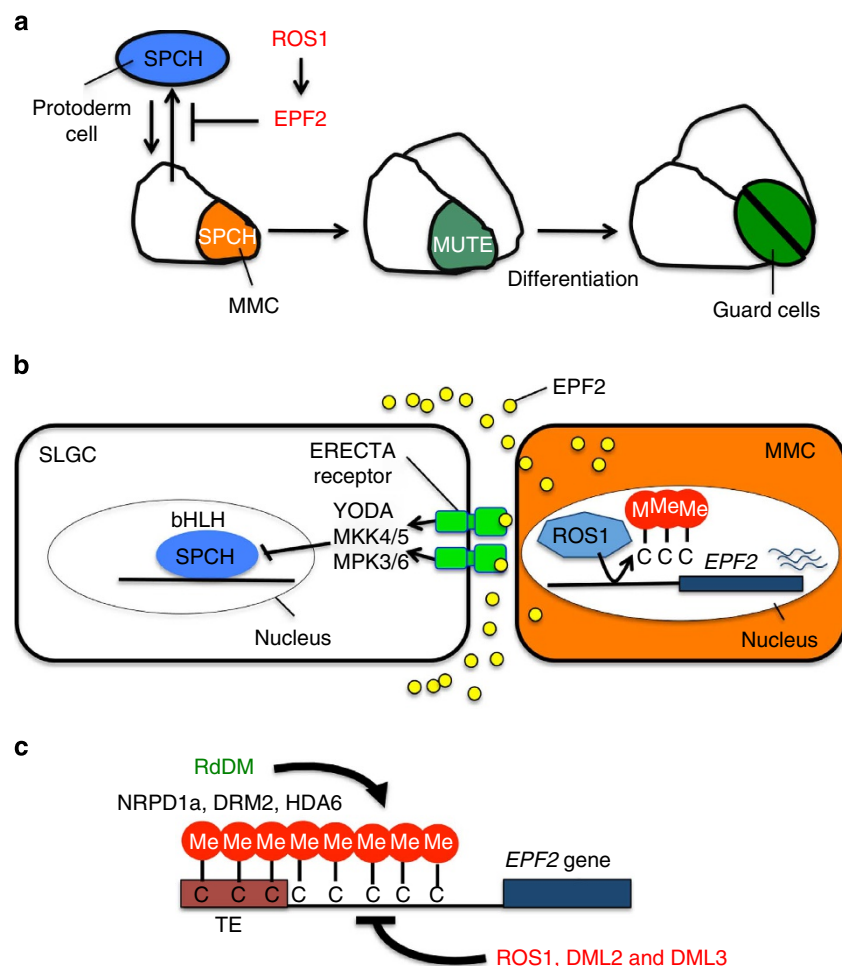 a
SPCH
ROS1
Protoderm
cell
EPF2
SPCH
MUTE
MMC
Differentiation
Guard cells
b
EPF2
SLGC
ERECTA
receptor
MMC
bHLH
SPCH
YODA
MKK4/5
MPK3/6
ROS1
M Me Me
C C C
EPF2
Nucleus
Nucleus
c
RdDM
NRPD1a, DRM2, HDA6
Me Me Me Me Me Me Me Me
C C C C C C C C
EPF2 gene
TE
ROS1, DML2 and DML3